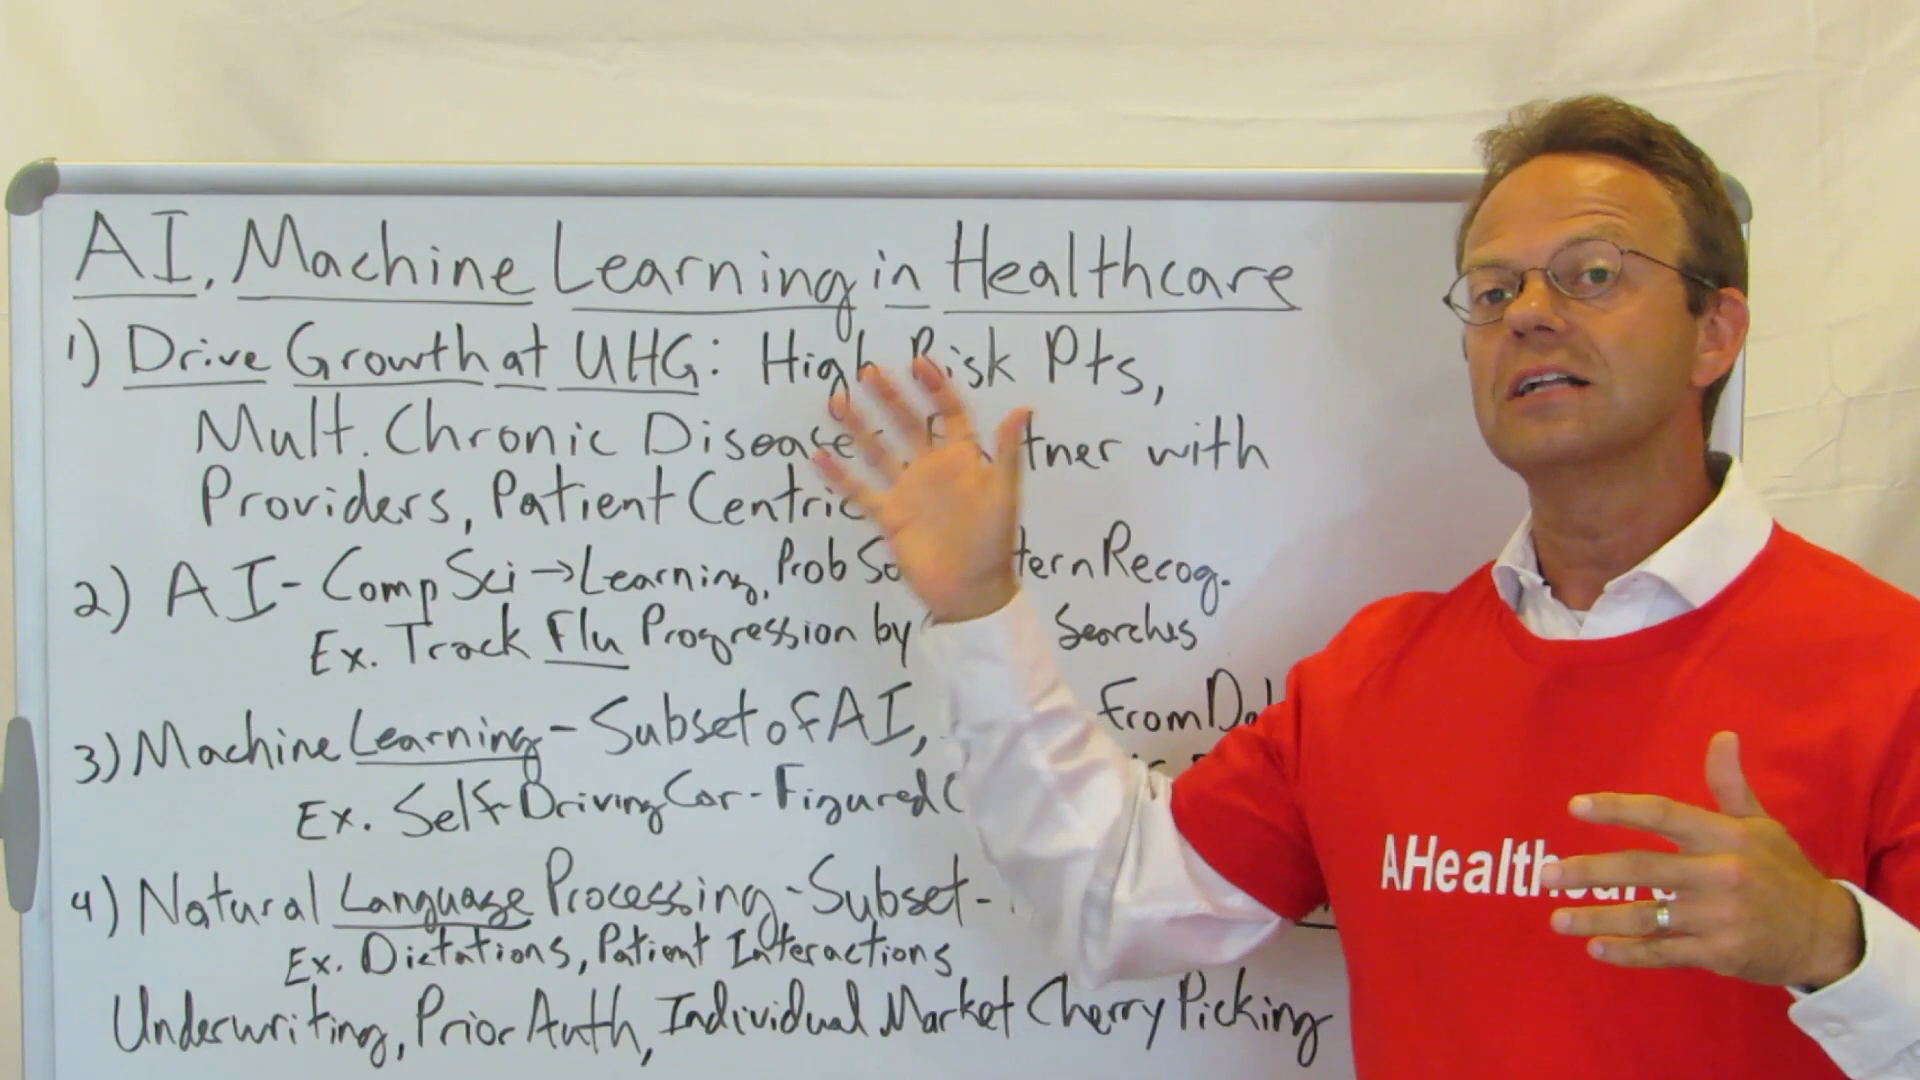 AI, Machine Learning in Healthcare
1) Drive Growth at UHG: High Risk Pts,
Mult. Chronic Disease, tner with
Providers, Patient Centric
2) AI - Comp Sci → Learning, Prob So tern Recog.
Ex. Track Flu Progression by Searches
3) Machine Learning - Subset of AI, From Dat
Ex. Self-Driving Car - Figured
4) Natural Language Processing - Subset -
Ex. Dictations, Patient Interactions
Underwriting, Prior Auth, Individual Market Cherry Picking
AHealthcare